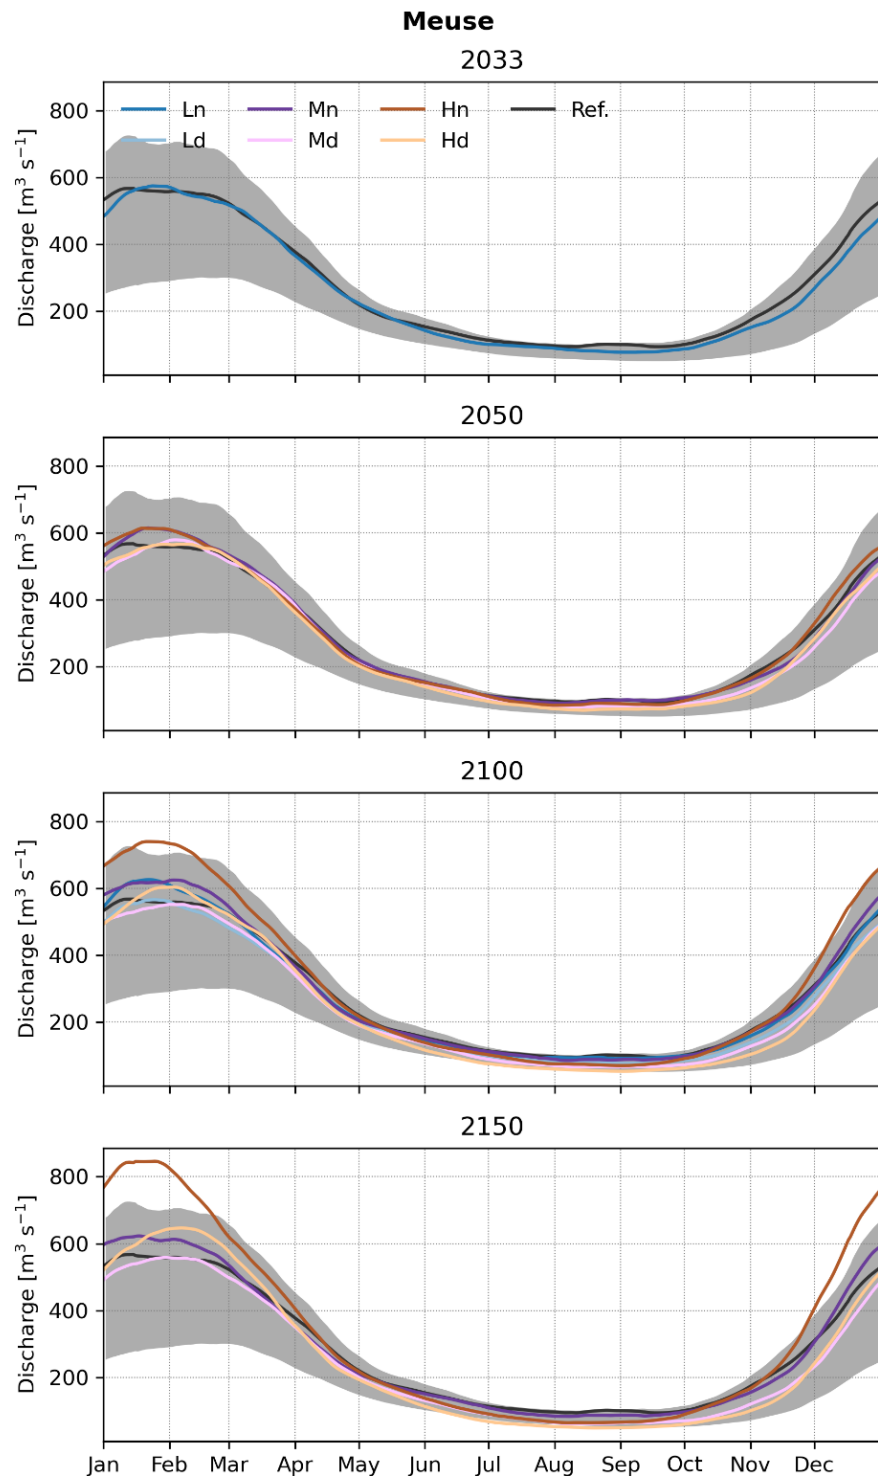 Meuse
2033
Ln Mn Hn Ref.
Ld Md Hd
Discharge [m³ s⁻¹]
800
600
400
200
2050
Discharge [m³ s⁻¹]
800
600
400
200
2100
Discharge [m³ s⁻¹]
800
600
400
200
2150
Discharge [m³ s⁻¹]
800
600
400
200
Jan Feb Mar Apr May Jun Jul Aug Sep Oct Nov Dec